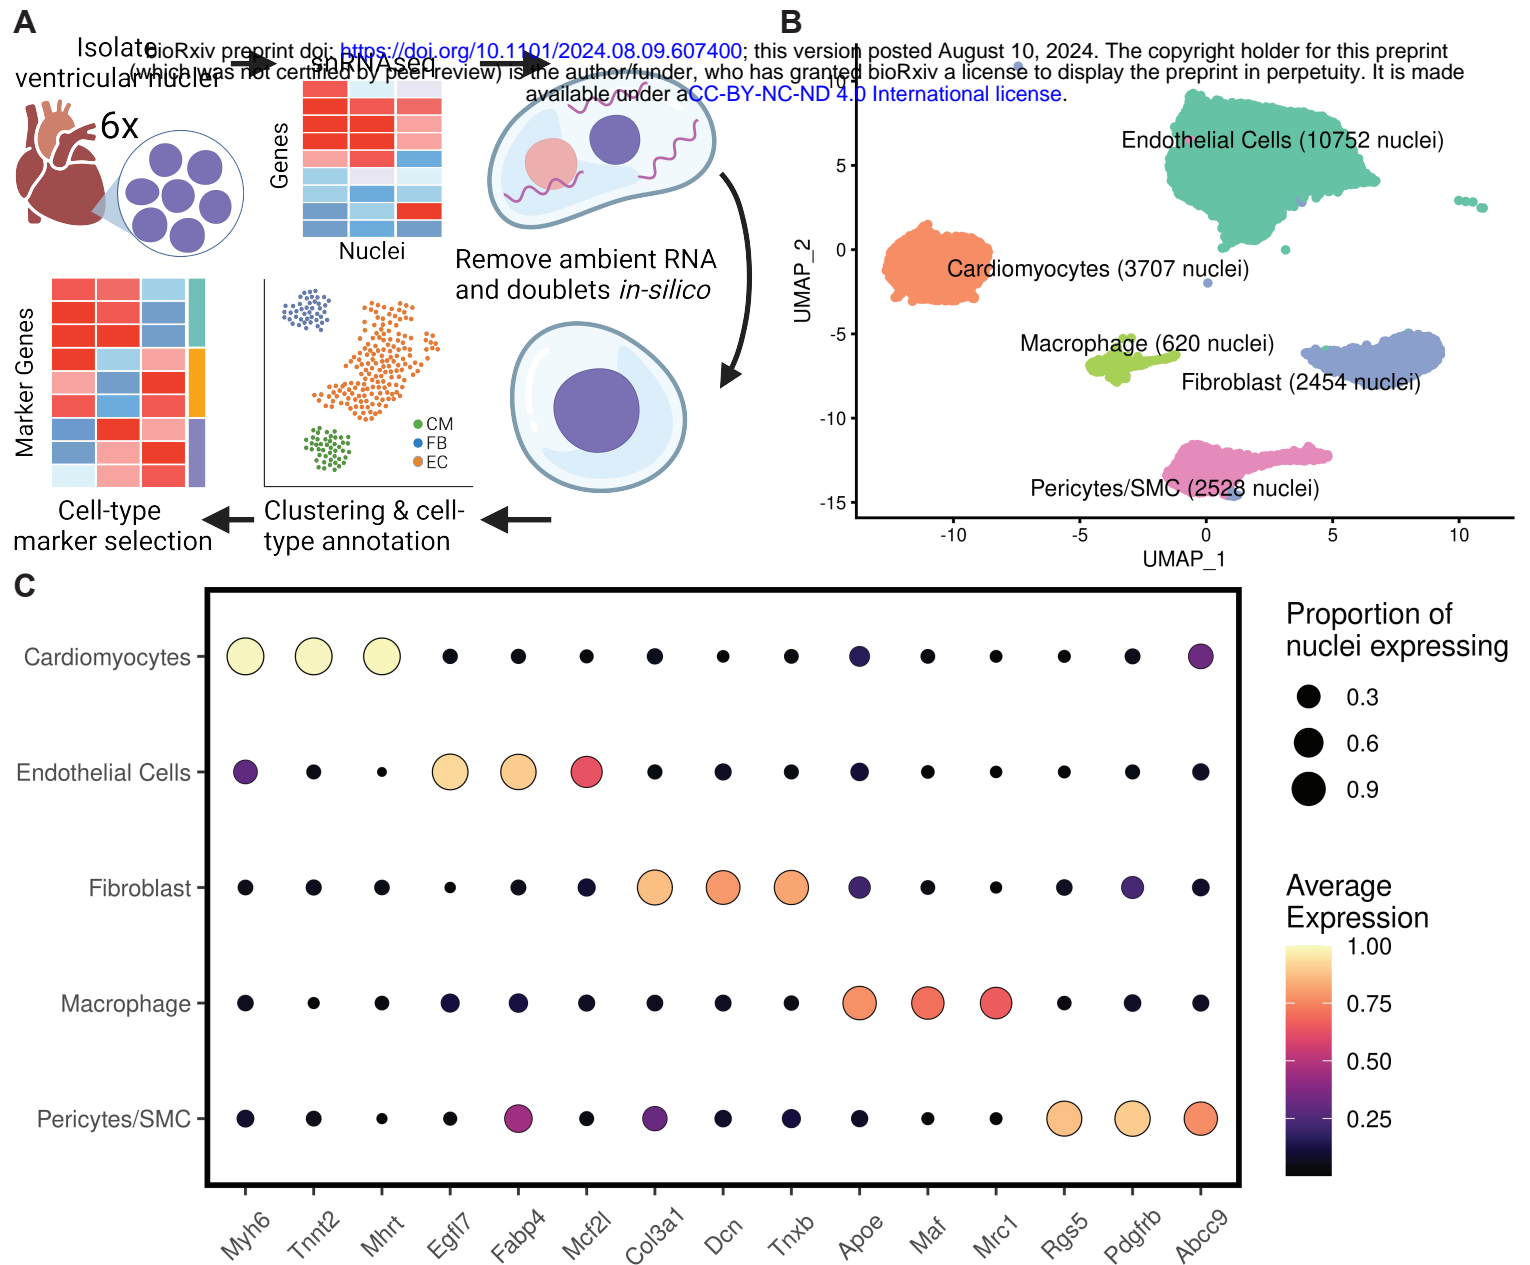 A
B
Isolate
ventricular nuclei
snRNAseq
bioRxiv preprint doi: https://doi.org/10.1101/2024.08.09.607400; this version posted August 10, 2024. The copyright holder for this preprint
(which was not certified by peer review) is the author/funder, who has granted bioRxiv a license to display the preprint in perpetuity. It is made
available under aCC-BY-NC-ND 4.0 International license.
6x
Genes
Nuclei
Remove ambient RNA
and doublets in-silico
Marker Genes
CM
FB
EC
Cell-type
marker selection
Clustering & cell-
type annotation
UMAP_2
10
5
0
-5
-10
-15
Endothelial Cells (10752 nuclei)
Cardiomyocytes (3707 nuclei)
Macrophage (620 nuclei)
Fibroblast (2454 nuclei)
Pericytes/SMC (2528 nuclei)
-10 -5 0 5 10
UMAP_1
C
Cardiomyocytes
Endothelial Cells
Fibroblast
Macrophage
Pericytes/SMC
Myh6 Tnnt2 Mhrt Egfl7 Fabp4 Mcf2l Col3a1 Dcn Tnxb Apoe Maf Mrc1 Rgs5 Pdgfrb Abcc9
Proportion of
nuclei expressing
0.3
0.6
0.9
Average
Expression
1.00
0.75
0.50
0.25